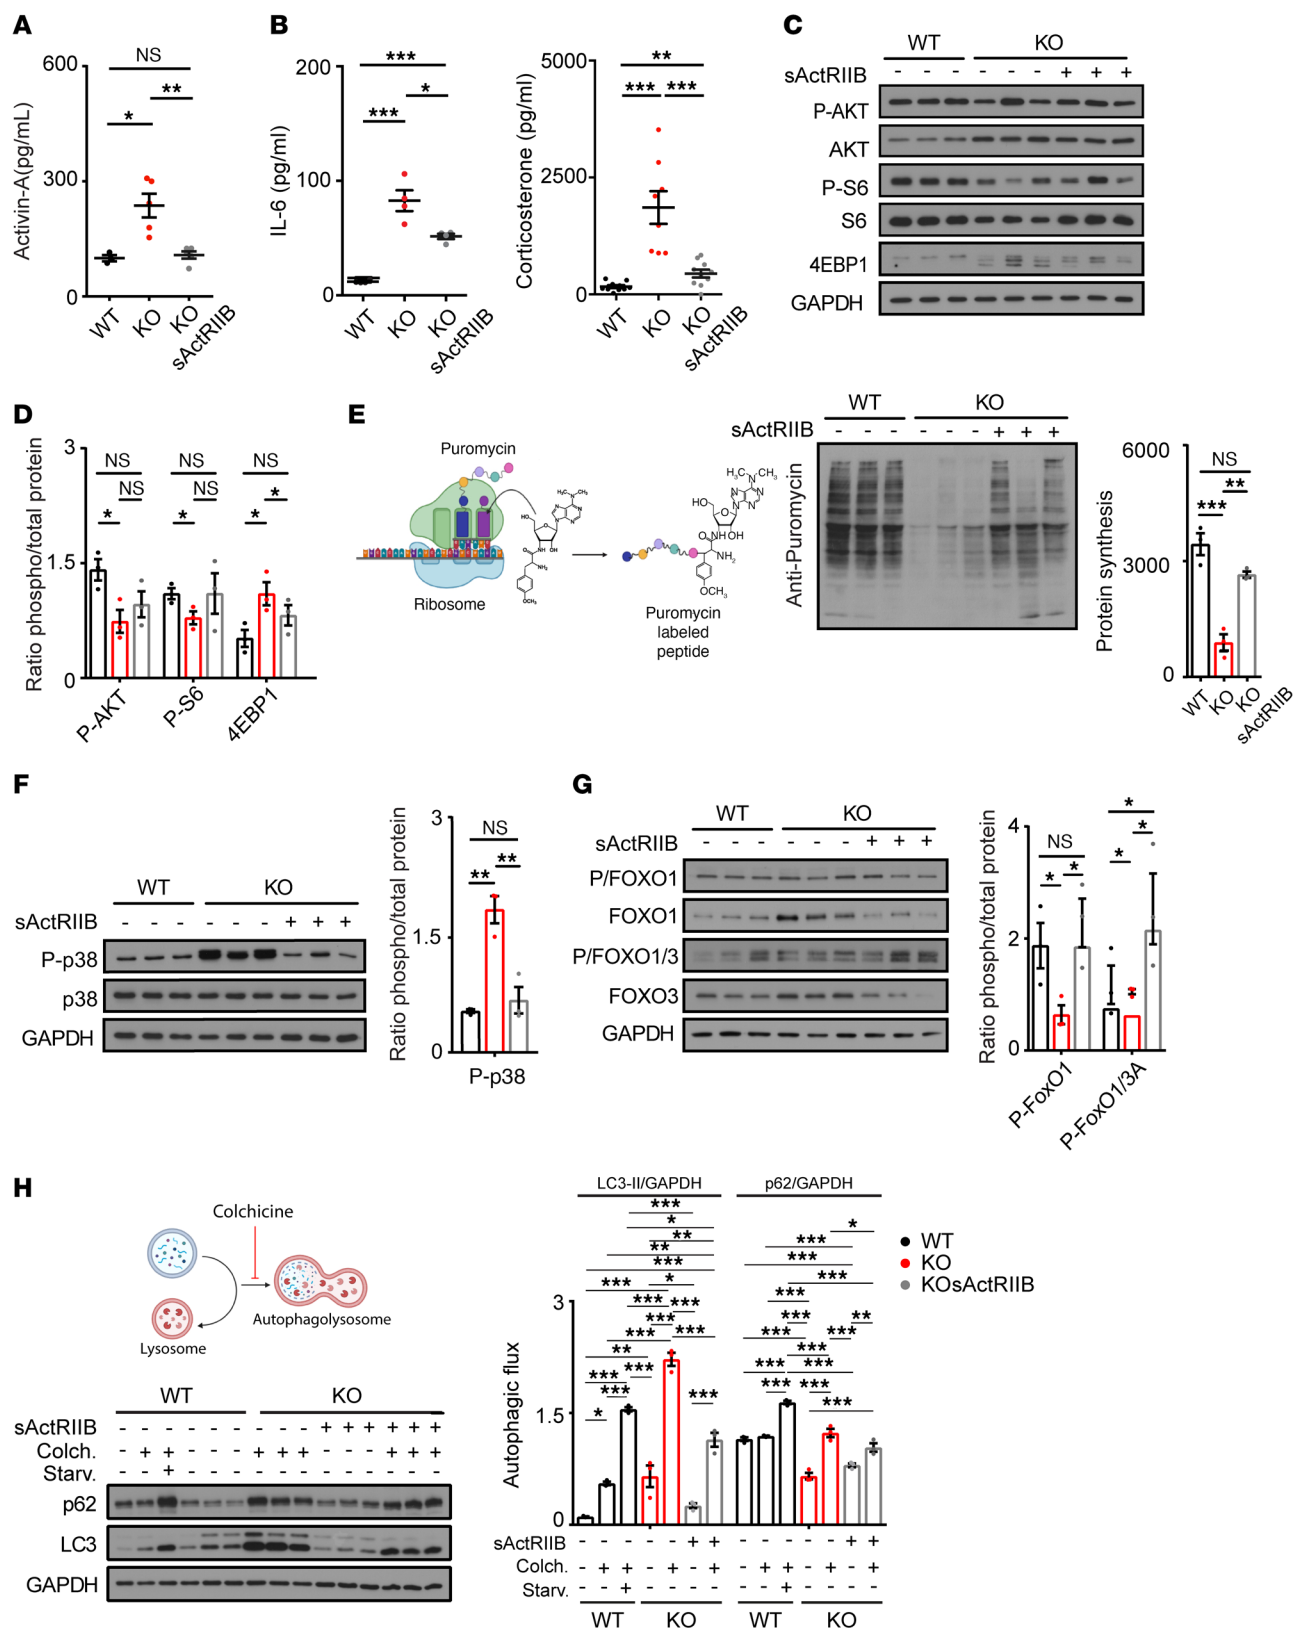 A
Activin-A(pg/mL)
600
300
0
NS
*
**
WT
KO
KO
sActRIIB
B
IL-6 (pg/ml)
200
100
0
***
***
*
WT
KO
KO
sActRIIB
Corticosterone (pg/ml)
5000
2500
0
**
*** ***
WT
KO
KO
sActRIIB
C
WT KO
sActRIIB - - - - - - + + +
P-AKT
AKT
P-S6
S6
4EBP1
GAPDH
D
Ratio phospho/total protein
3
1.5
0
NS NS NS
NS NS *
* * *
P-AKT
P-S6
4EBP1
E
Puromycin
Ribosome
HO
H₃C CH₃
N
NH OH
O
NH₂
OCH₃
Puromycin
labeled
peptide
WT KO
sActRIIB - - - - - - + + +
Anti-Puromycin
Protein synthesis
6000
3000
0
NS
**
***
WT
KO
KO
sActRIIB
F
WT KO
sActRIIB - - - - - - + + +
P-p38
p38
GAPDH
Ratio phospho/total protein
3
1.5
0
NS
**
**
P-p38
G
WT KO
sActRIIB - - - - - - + + +
P/FOXO1
FOXO1
P/FOXO1/3
FOXO3
GAPDH
Ratio phospho/total protein
4
2
0
NS
* *
*
*
*
P-FoxO1
P-FoxO1/3A
H
Colchicine
Autophagolysosome
Lysosome
WT KO
sActRIIB - - - - - - - - - + + + + + +
Colch. - + + - - - + + + - - - + + +
Starv. - - + - - - - - - - - - - - -
p62
LC3
GAPDH
LC3-II/GAPDH p62/GAPDH
Autophagic flux
3
1.5
0
WT
KO
KOsActRIIB
sActRIIB - - - - - + + - - - - - + +
Colch. - + + - + - + - + + - + - +
Starv. - - + - - - - - - + - - - -
WT KO WT KO